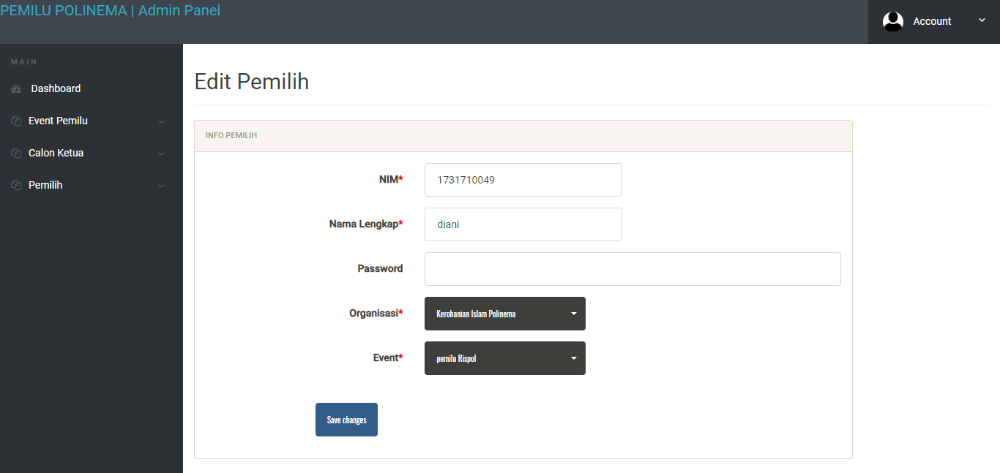 PEMILU POLINEMA | Admin Panel
Account
MAIN
Dashboard
Event Pemilu
Calon Ketua
Pemilih
Edit Pemilih
INFO PEMILIH
NIM*
1731710049
Nama Lengkap*
diani
Password
Organisasi*
Kerohanian Islam Polinema
Event*
pemilu Rispol
Save changes